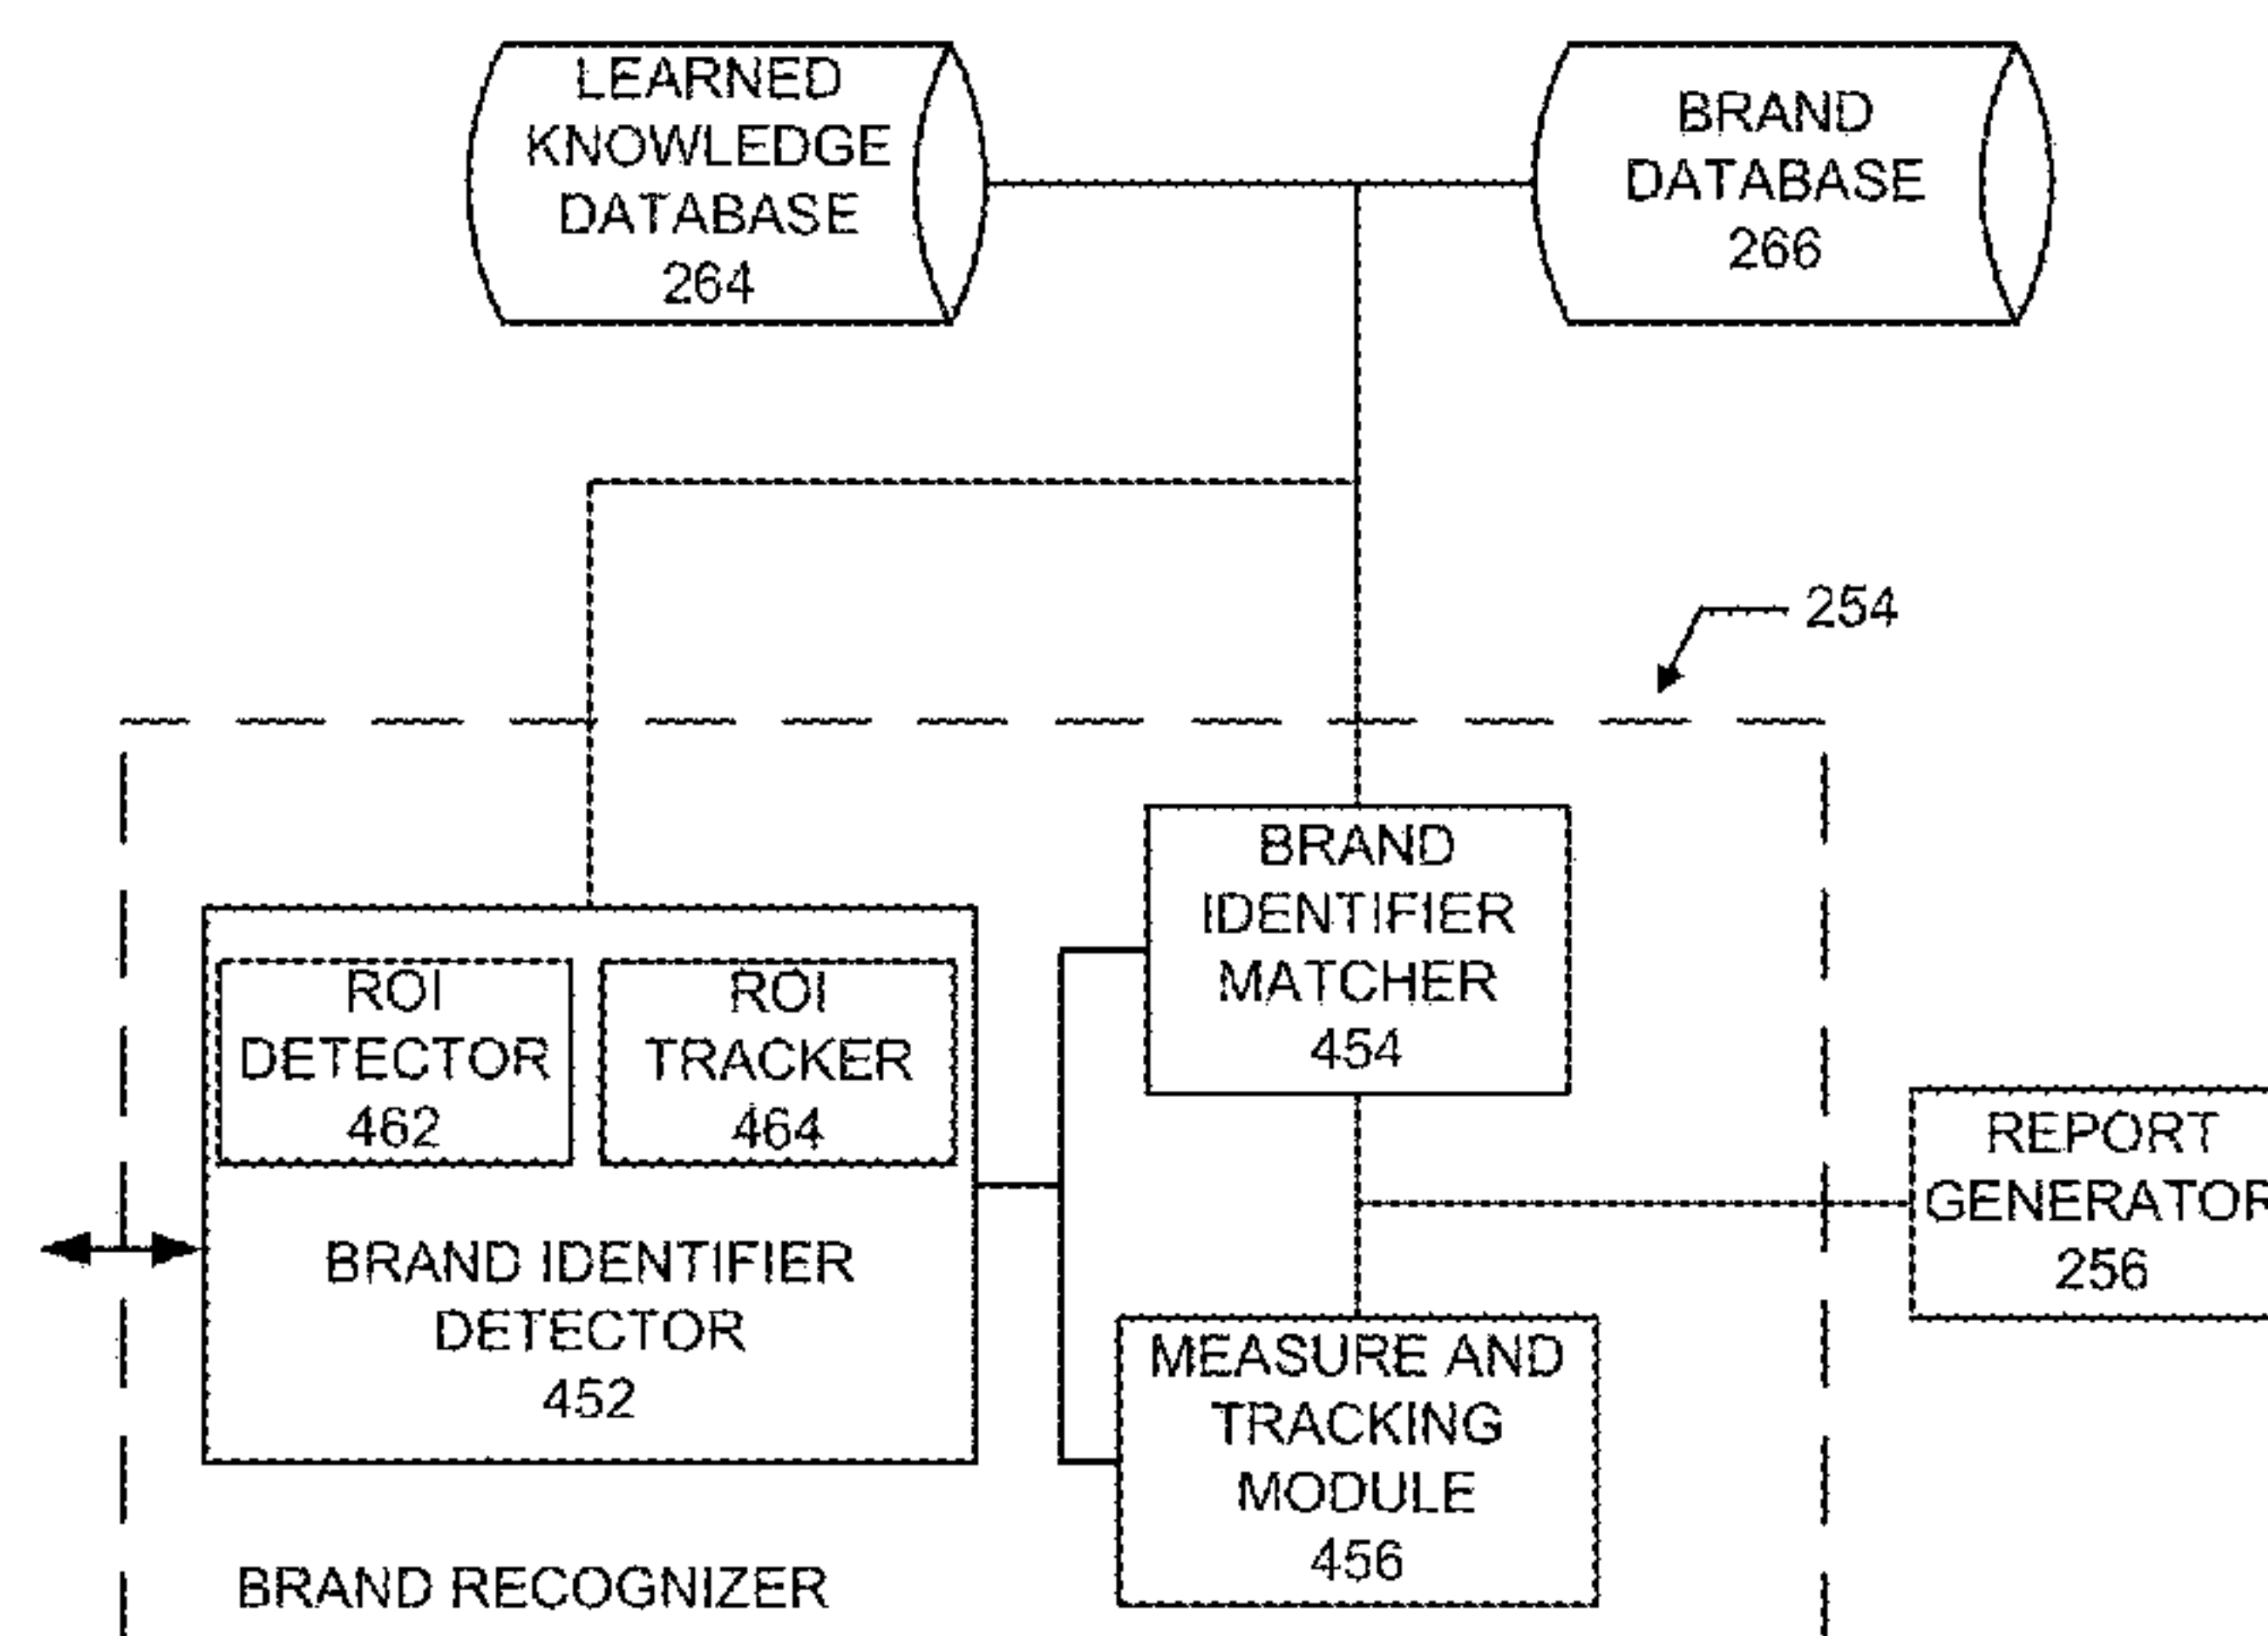 LEARNED
KNOWLEDGE
DATABASE
264
BRAND
DATABASE
266
254
BRAND
IDENTIFIER
MATCHER
454
ROI
DETECTOR
462
ROI
TRACKER
464
BRAND IDENTIFIER
DETECTOR
452
REPORT
GENERATOR
256
MEASURE AND
TRACKING
MODULE
456
BRAND RECOGNIZER